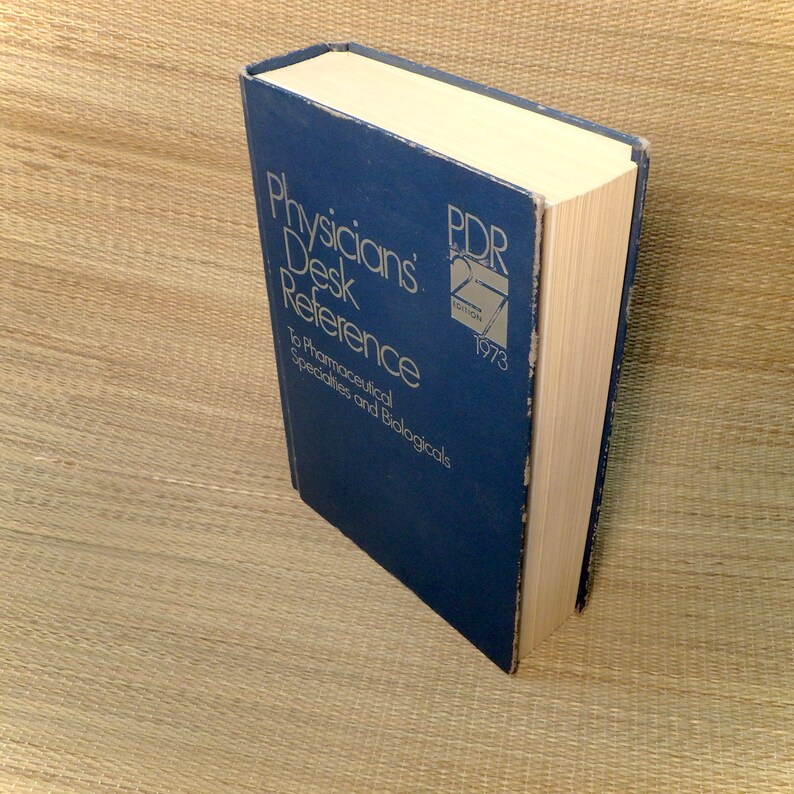 Physicians'
Desk
Reference
To Pharmaceutical
Specialties and Biologicals
PDR
27
EDITION
1973